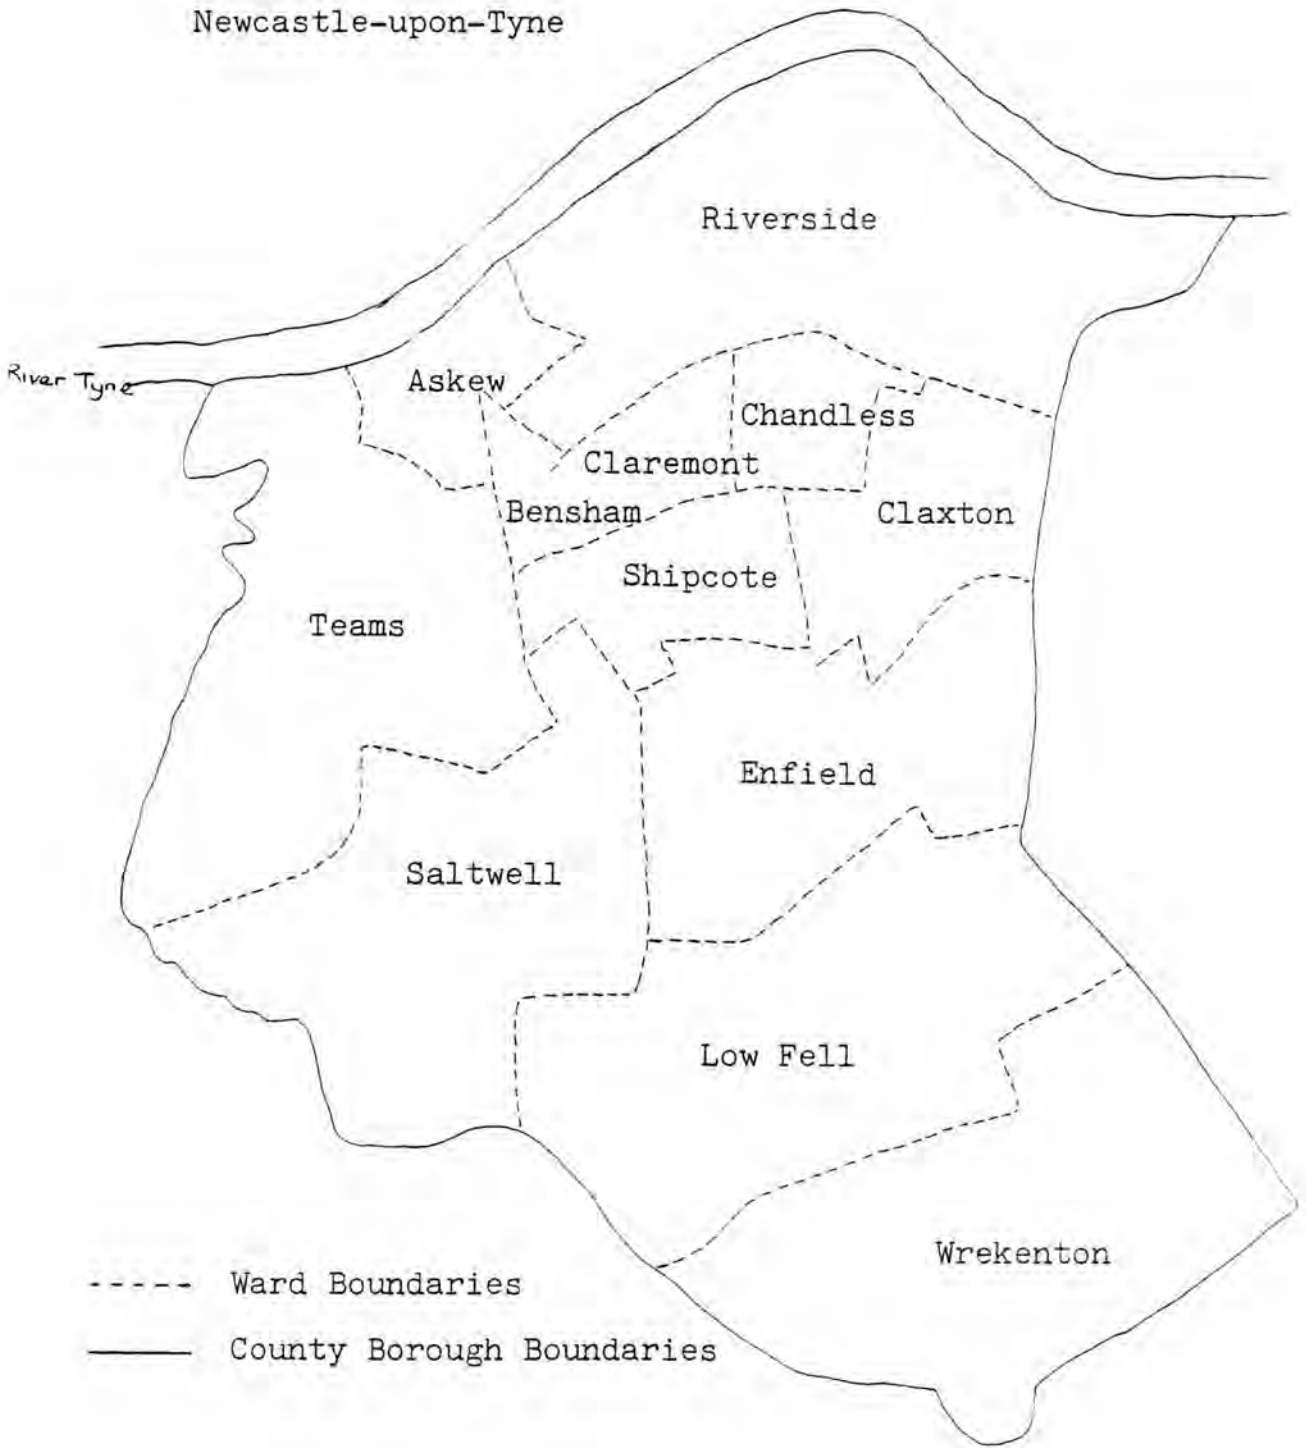 Newcastle-upon-Tyne
Riverside
River Tyne
Askew
Chandless
Claremont
Bensham
Claxton
Shipcote
Teams
Enfield
Saltwell
Low Fell
Wrekenton
Ward Boundaries
County Borough Boundaries